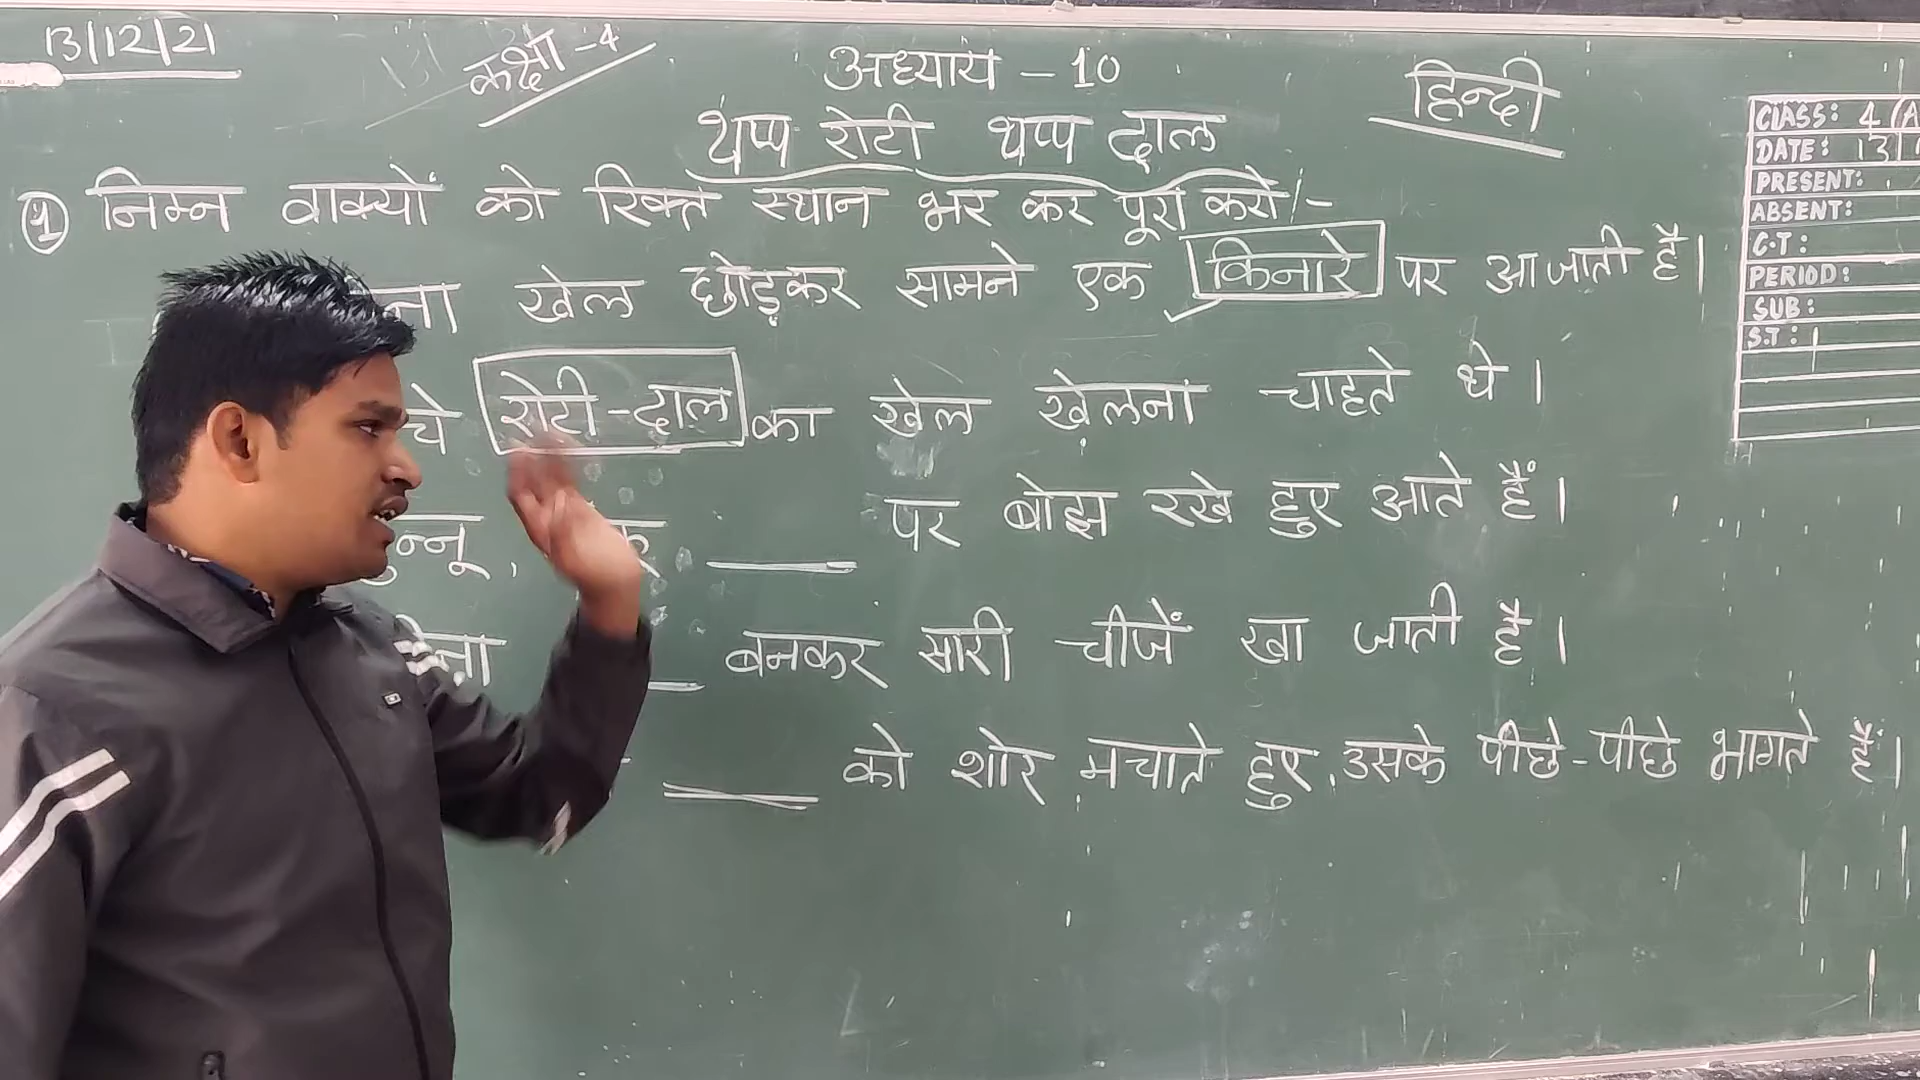 13/12/21
कक्षा -4
अध्याय - 10
हिन्दी
थप्प रोटी थप्प दाल
① निम्न वाक्यों को रिक्त स्थान भर कर पूरा करो!-
खेल छोड़कर सामने एक किनारे पर आ जाती है।
रोटी-दाल का खेल खेलना चाहते थे।
पर बोझ रखे हुए आते हैं।
बनकर सारी चीजें खा जाती है।
को शोर मचाते हुए उसके पीछे-पीछे भागते हैं।
CLASS: 4 (A
DATE: 13
PRESENT:
ABSENT:
C.T:
PERIOD:
SUB:
S.T: